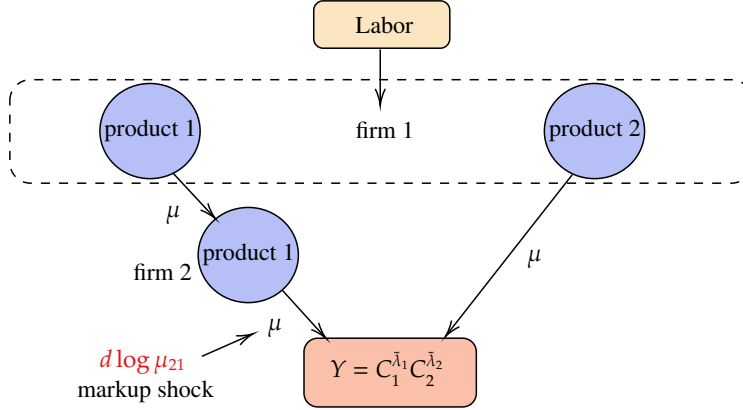 Labor
product 1
firm 1
product 2
μ
product 1
firm 2
μ
μ
d log μ₂₁
markup shock
Y = C₁^λ̃₁ C₂^λ̃₂